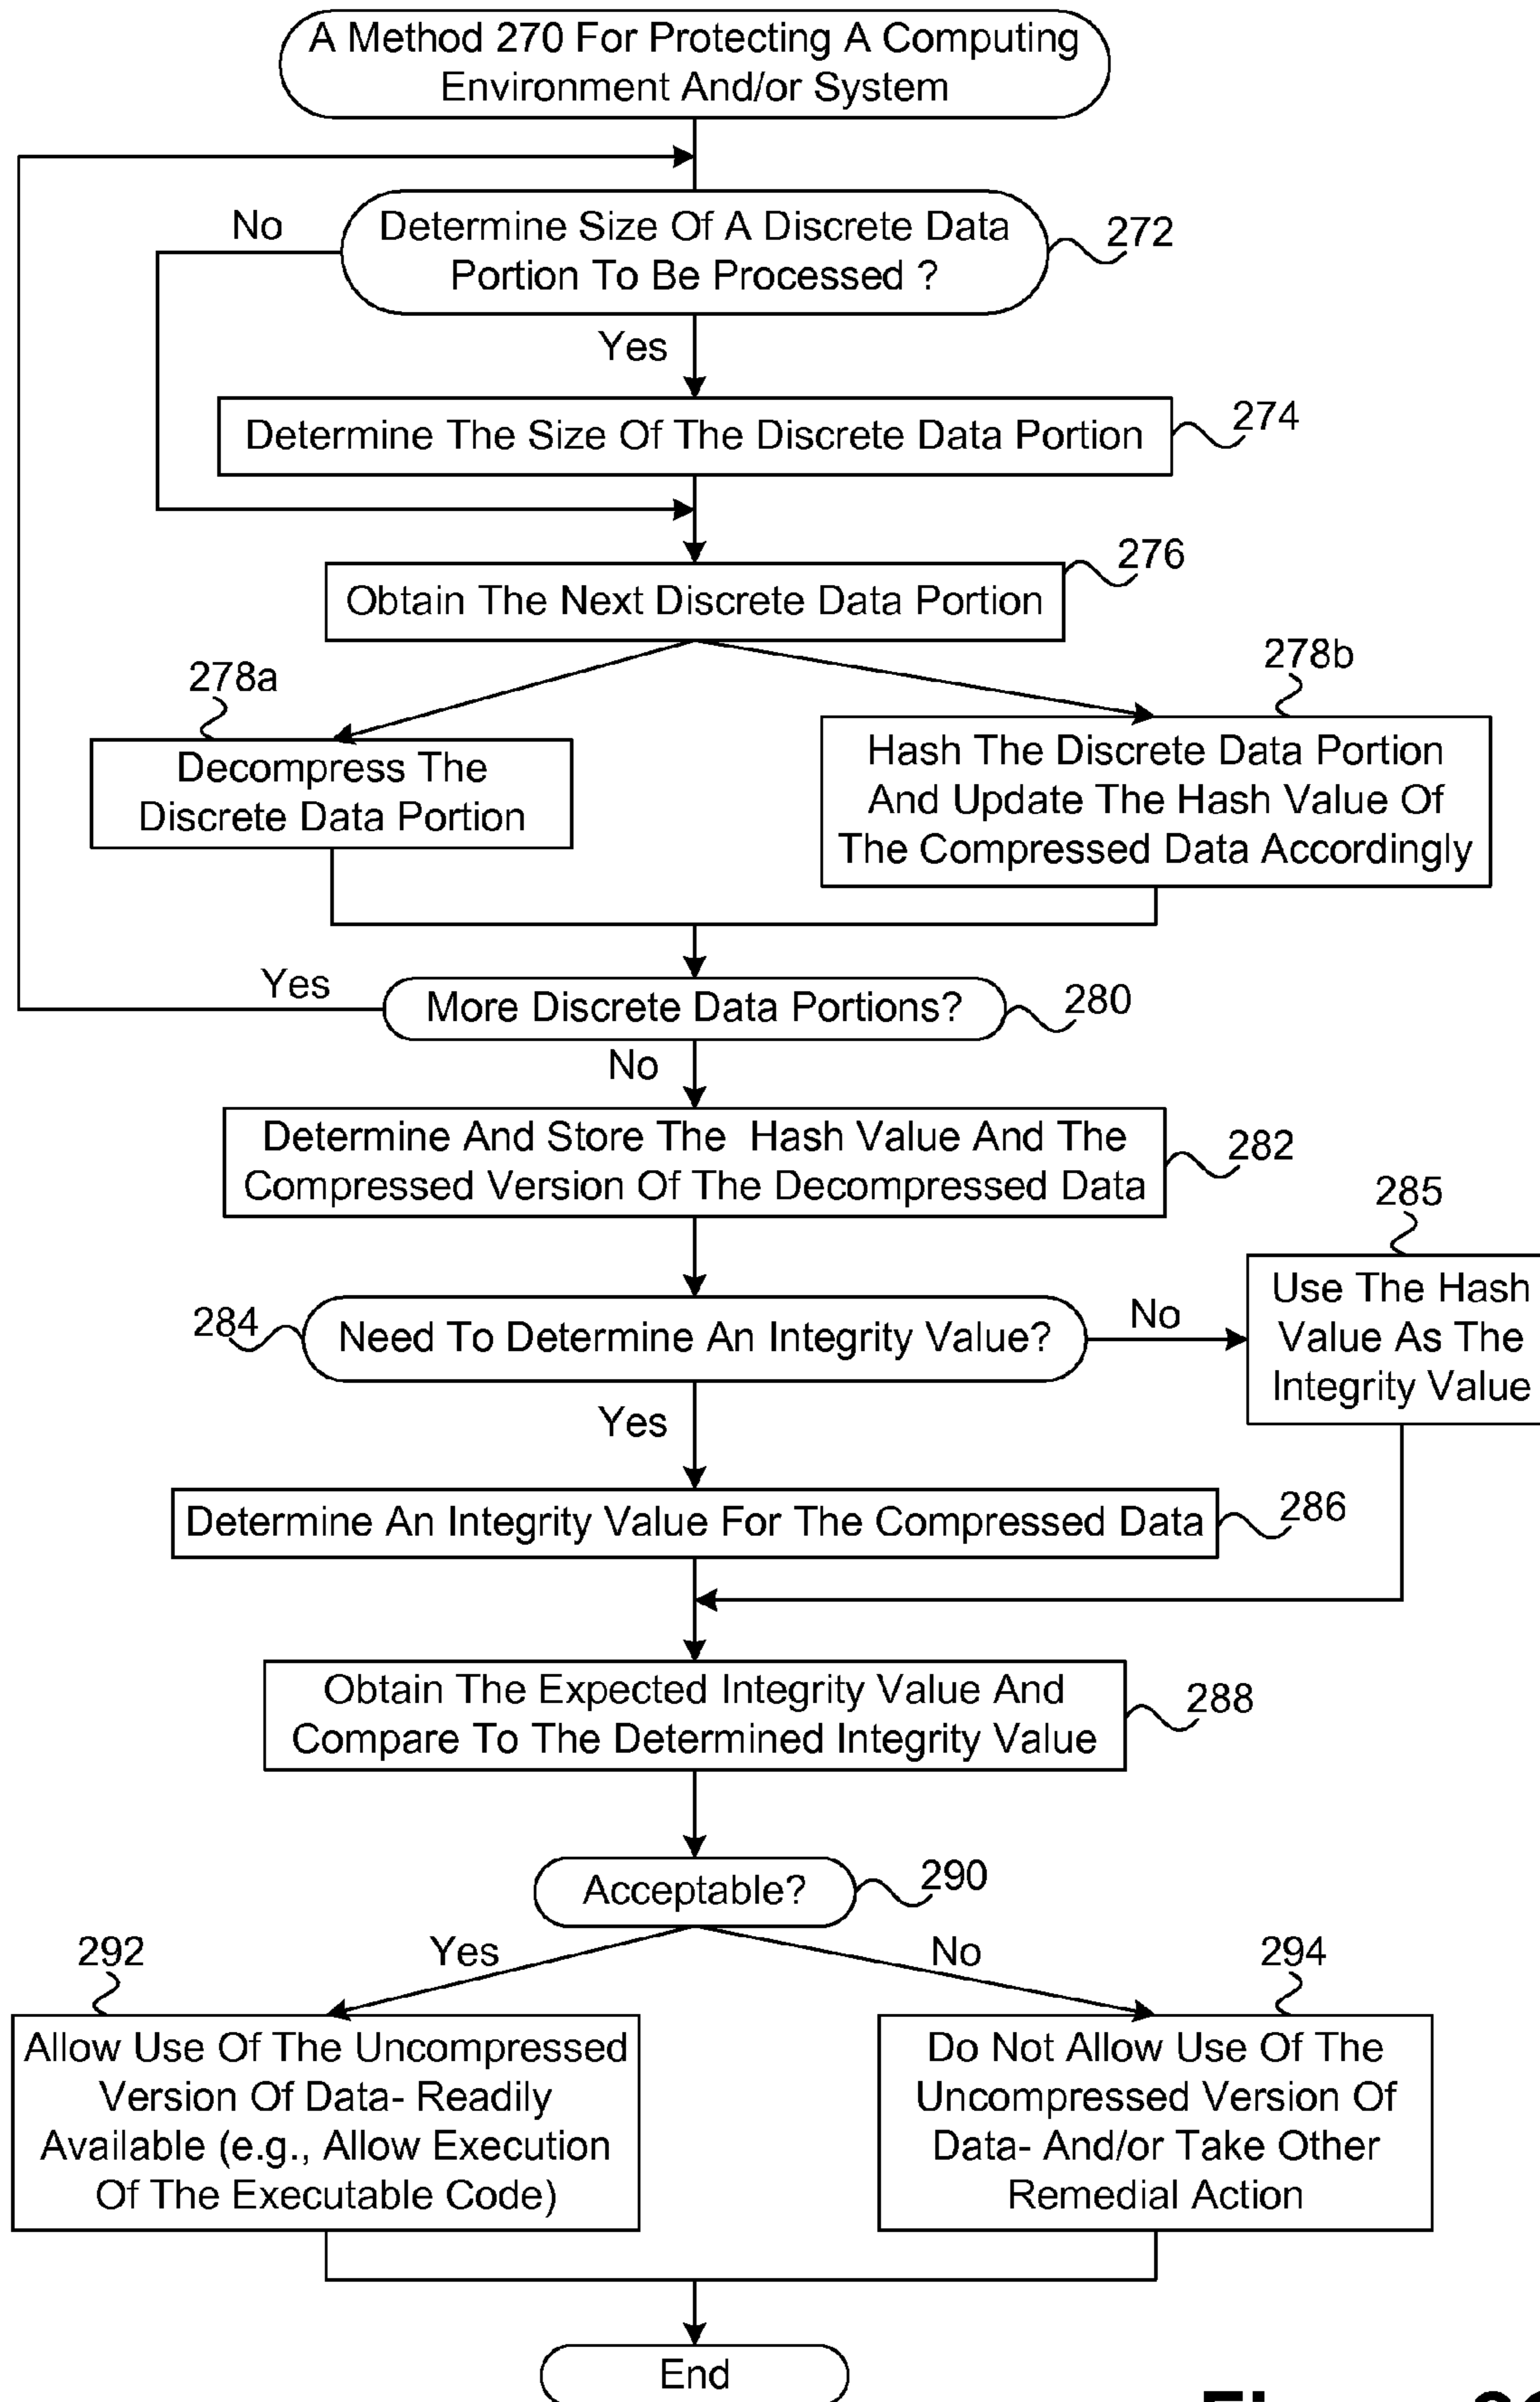 A Method 270 For Protecting A Computing
Environment And/or System
No
Determine Size Of A Discrete Data
Portion To Be Processed ?
272
Yes
Determine The Size Of The Discrete Data Portion
274
276
Obtain The Next Discrete Data Portion
278a
278b
Decompress The
Discrete Data Portion
Hash The Discrete Data Portion
And Update The Hash Value Of
The Compressed Data Accordingly
Yes
More Discrete Data Portions?
280
No
Determine And Store The Hash Value And The
Compressed Version Of The Decompressed Data
282
285
284
Need To Determine An Integrity Value?
No
Use The Hash
Value As The
Integrity Value
Yes
Determine An Integrity Value For The Compressed Data
286
Obtain The Expected Integrity Value And
Compare To The Determined Integrity Value
288
Acceptable?
290
292
Yes
No
294
Allow Use Of The Uncompressed
Version Of Data- Readily
Available (e.g., Allow Execution
Of The Executable Code)
Do Not Allow Use Of The
Uncompressed Version Of
Data- And/or Take Other
Remedial Action
End